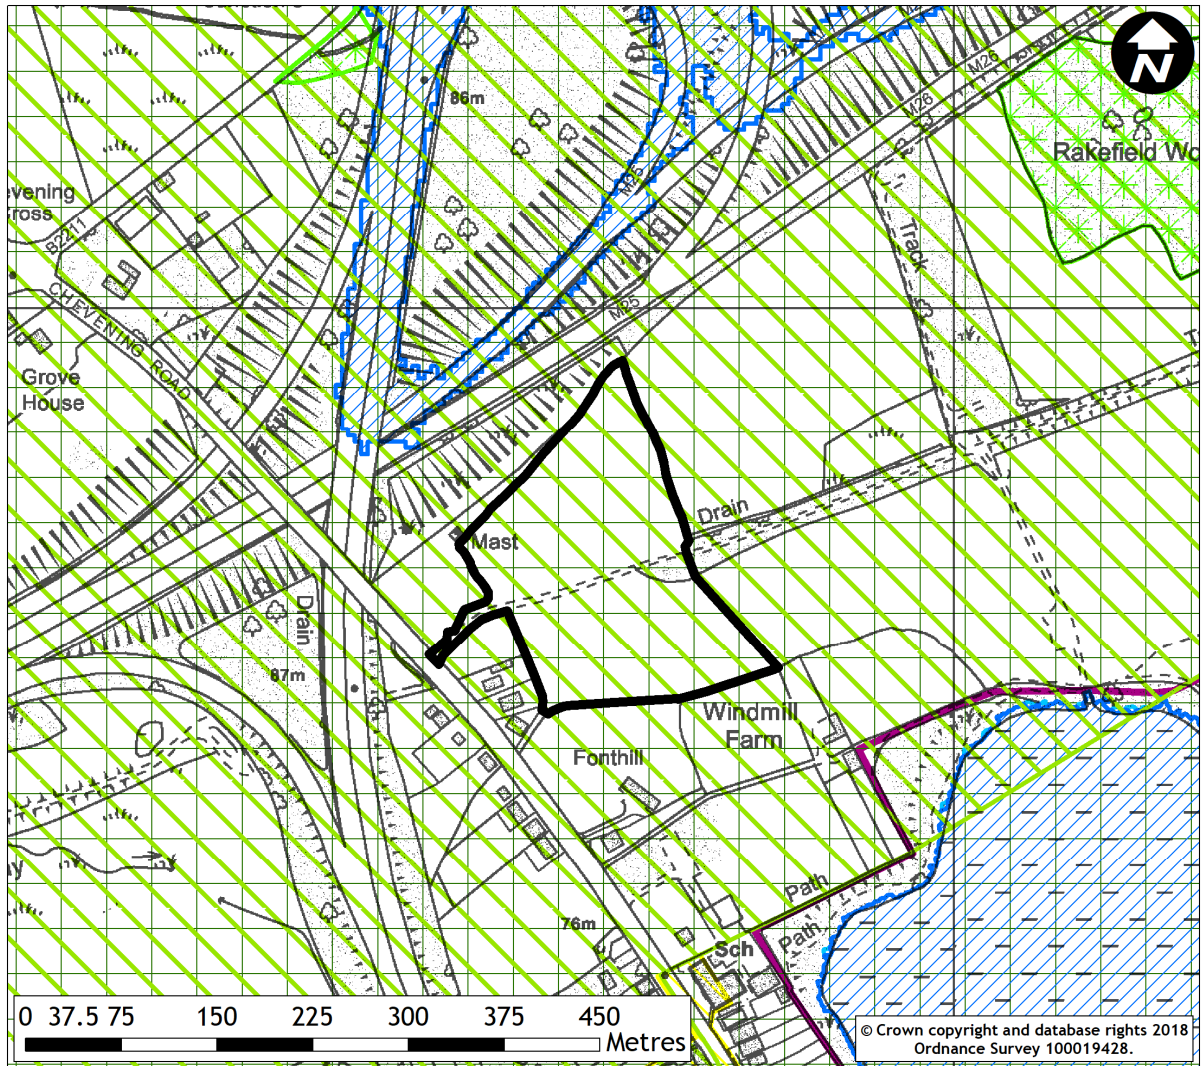 N
86m
M26
M26
Rakefield Wo
evening
ross
B2211
M25
Track
CHEVENING ROAD
M25
Grove
House
Drain
Mast
Drain
87m
Windmill
Farm
Fonthill
Path
76m
Path
Sch
0 37.5 75 150 225 300 375 450
Metres
© Crown copyright and database rights 2018
Ordnance Survey 100019428.